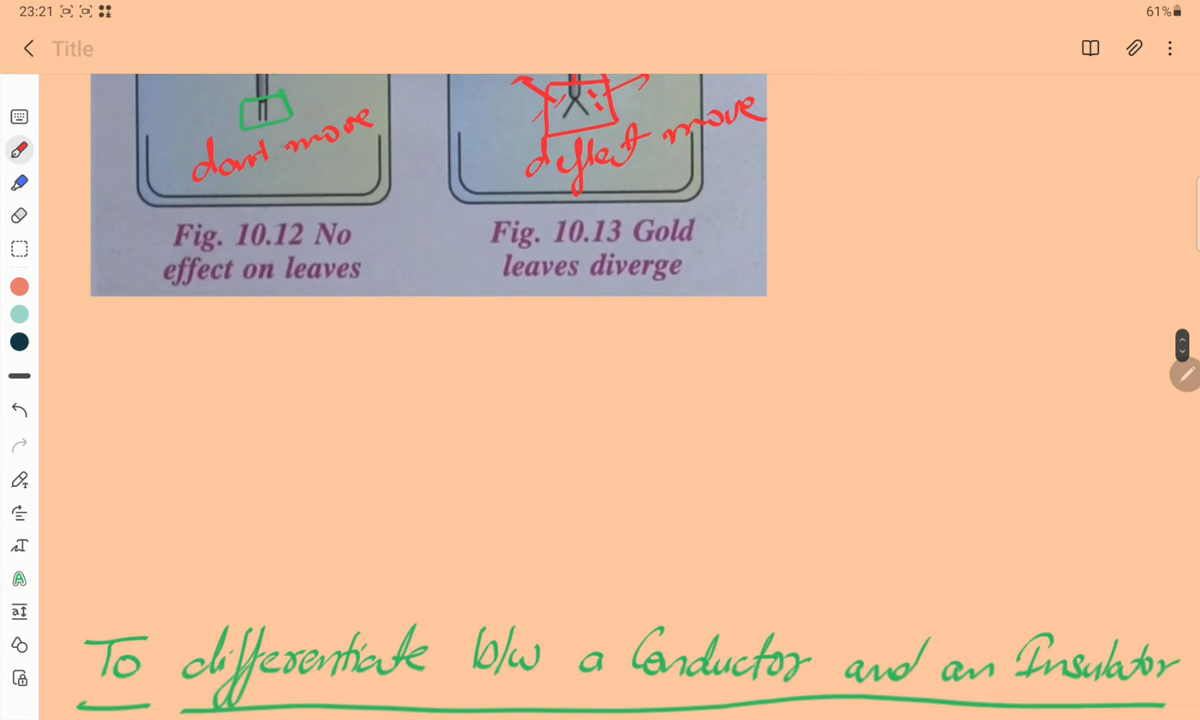 23:21
61%
Title
dont move
deflect move
Fig. 10.12 No
effect on leaves
Fig. 10.13 Gold
leaves diverge
To differentiate b/w a Conductor and an Insulator